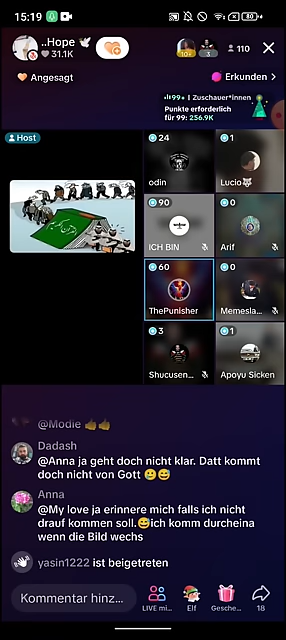 15:19
80
..Hope 🕊
31.1K
10+
3
110
Angesagt
Erkunden >
99+ | Zuschauer*innen
Punkte erforderlich
für 99: 256.9K
Host
24
odin
1
Lucio🐺
90
ICH BIN
0
Arif
60
ThePunisher
0
Memesla...
3
Shucusen...
1
Apoyu Sicken
@Modie 👍👍
Dadash
@Anna ja geht doch nicht klar. Datt kommt
doch nicht von Gott 🥲😅
Anna
@My love ja erinnere mich falls ich nicht
drauf kommen soll.😅ich komm durcheina
wenn die Bild wechs
yasin1222 ist beigetreten
Kommentar hinz...
LIVE mi...
Elf
Gesche...
18